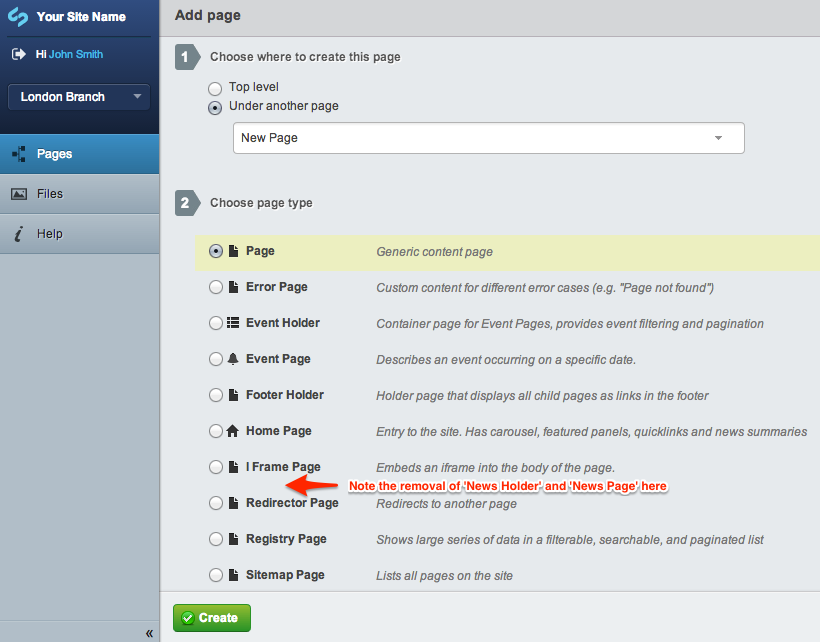 Your Site Name
Hi John Smith
London Branch
Pages
Files
Help
«
Add page
1 Choose where to create this page
Top level
Under another page
New Page
2 Choose page type
Page Generic content page
Error Page Custom content for different error cases (e.g. "Page not found")
Event Holder Container page for Event Pages, provides event filtering and pagination
Event Page Describes an event occurring on a specific date.
Footer Holder Holder page that displays all child pages as links in the footer
Home Page Entry to the site. Has carousel, featured panels, quicklinks and news summaries
I Frame Page Embeds an iframe into the body of the page.
Note the removal of 'News Holder' and 'News Page' here
Redirector Page Redirects to another page
Registry Page Shows large series of data in a filterable, searchable, and paginated list
Sitemap Page Lists all pages on the site
Create